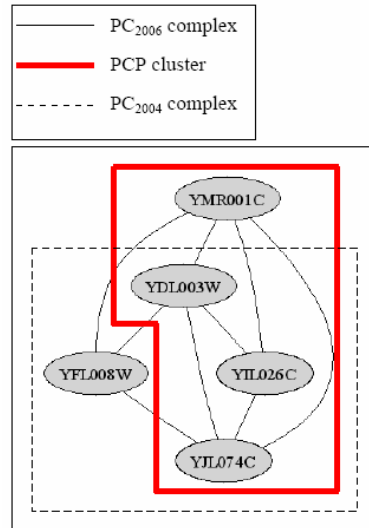 PC2006 complex
PCP cluster
PC2004 complex
YMR001C
YDL003W
YFL008W YIL026C
YJL074C